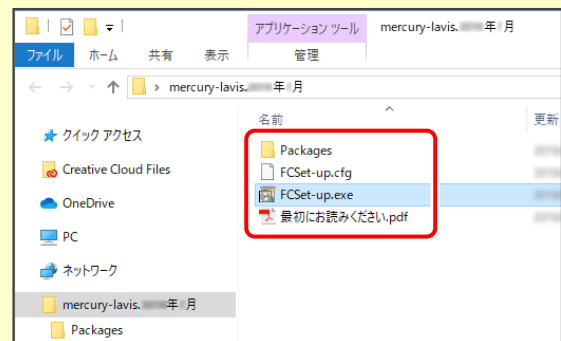 アプリケーション ツール mercury-lavis. 年 月
ファイル ホーム 共有 表示 管理
mercury-lavis. 年 月
名前 更新
クイック アクセス
Creative Cloud Files
OneDrive
PC
ネットワーク
mercury-lavis. 年 月
Packages
Packages
FCSet-up.cfg
FCSet-up.exe
最初にお読みください.pdf